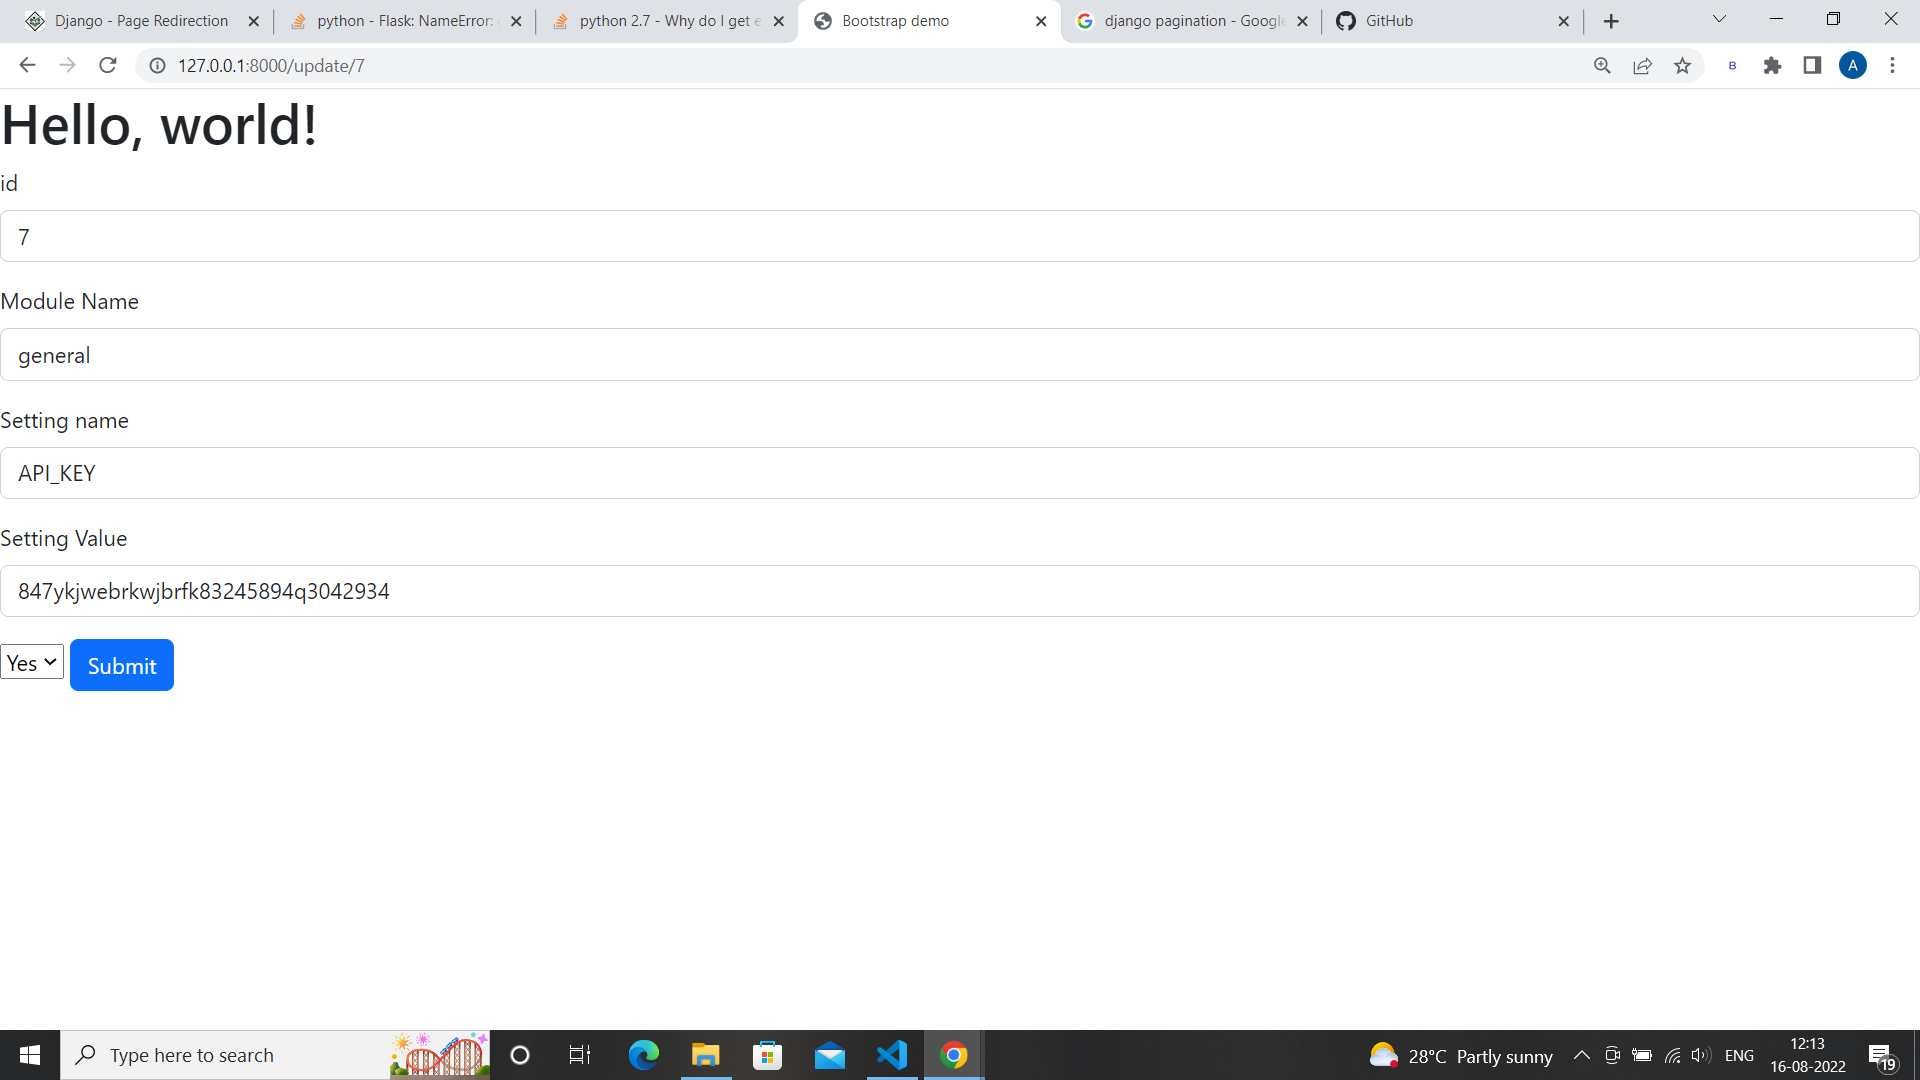 Django - Page Redirection
python - Flask: NameError:
python 2.7 - Why do I get e
Bootstrap demo
django pagination - Google
GitHub
127.0.0.1:8000/update/7
B
A
Hello, world!
id
7
Module Name
general
Setting name
API_KEY
Setting Value
847ykjwebrkwjbrfk83245894q3042934
Yes
Submit
Type here to search
28°C Partly sunny
ENG
12:13
16-08-2022
19